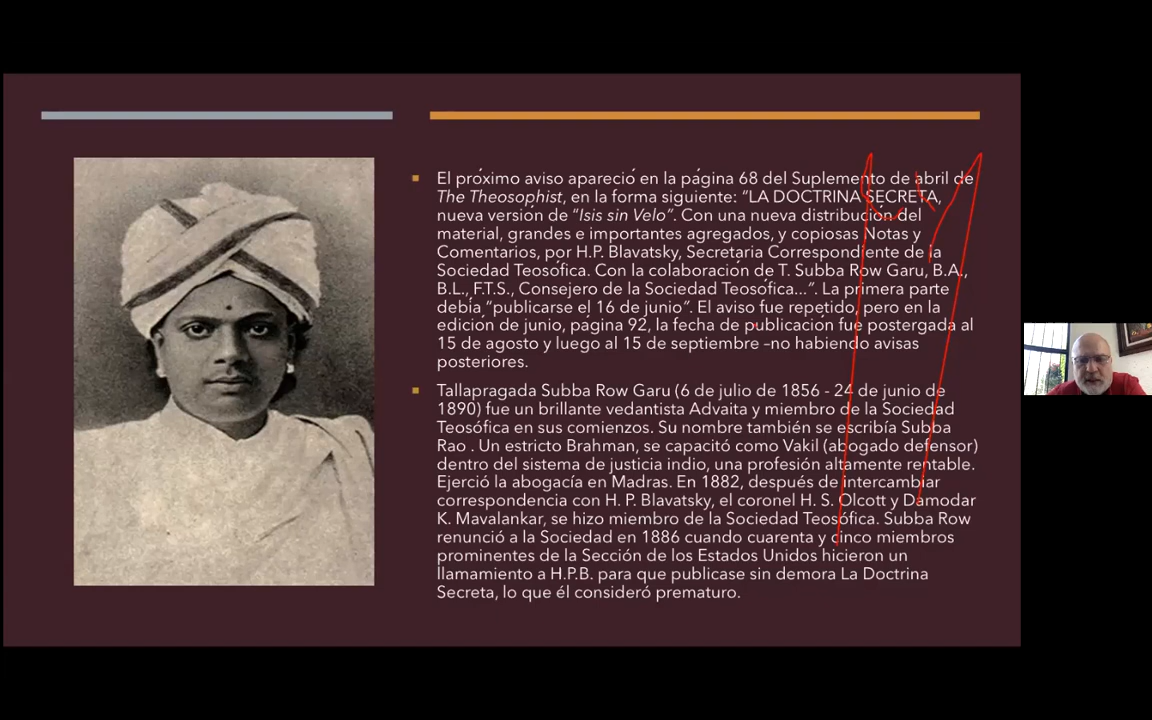 El próximo aviso apareció en la página 68 del Suplemento de abril de
The Theosophist, en la forma siguiente: "LA DOCTRINA SECRETA,
nueva versión de "Isis sin Velo". Con una nueva distribución del
material, grandes e importantes agregados, y copiosas Notas y
Comentarios, por H.P. Blavatsky, Secretaria Correspondiente de la
Sociedad Teosófica. Con la colaboración de T. Subba Row Garu, B.A.,
B.L., F.T.S., Consejero de la Sociedad Teosófica...". La primera parte
debía "publicarse el 16 de junio". El aviso fue repetido, pero en la
edición de junio, pagina 92, la fecha de publicación fue postergada al
15 de agosto y luego al 15 de septiembre –no habiendo avisas
posteriores.
Tallapragada Subba Row Garu (6 de julio de 1856 - 24 de junio de
1890) fue un brillante vedantista Advaita y miembro de la Sociedad
Teosófica en sus comienzos. Su nombre también se escribía Subba
Rao . Un estricto Brahman, se capacitó como Vakil (abogado defensor)
dentro del sistema de justicia indio, una profesión altamente rentable.
Ejerció la abogacía en Madras. En 1882, después de intercambiar
correspondencia con H. P. Blavatsky, el coronel H. S. Olcott y Damodar
K. Mavalankar, se hizo miembro de la Sociedad Teosófica. Subba Row
renunció a la Sociedad en 1886 cuando cuarenta y cinco miembros
prominentes de la Sección de los Estados Unidos hicieron un
llamamiento a H.P.B. para que publicase sin demora La Doctrina
Secreta, lo que él consideró prematuro.